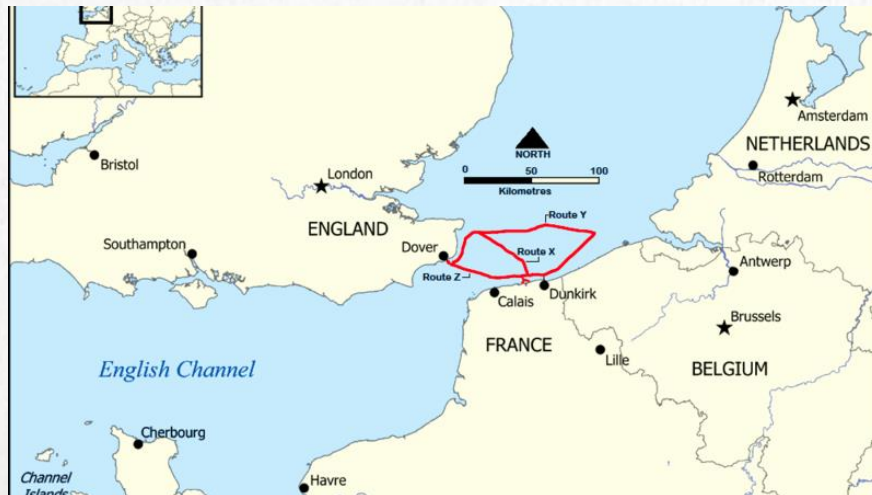 Amsterdam
NETHERLANDS
Rotterdam
Bristol
London
NORTH
0 50 100
Kilometres
Route Y
ENGLAND
Southampton
Dover
Route X
Route Z
Calais
Dunkirk
Antwerp
Brussels
FRANCE
Lille
BELGIUM
English Channel
Cherbourg
Channel
Islands
Havre